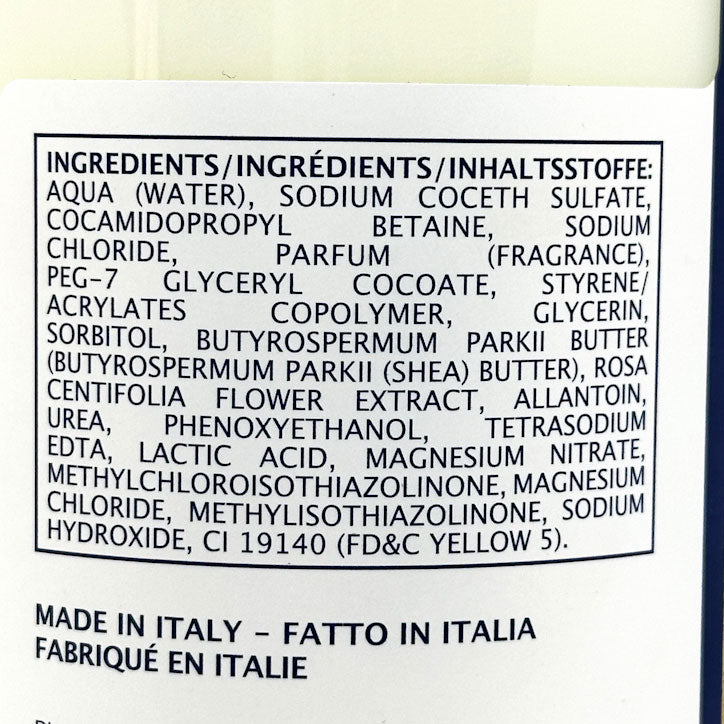 INGREDIENTS/INGRÉDIENTS/INHALTSSTOFFE:
AQUA (WATER), SODIUM COCETH SULFATE,
COCAMIDOPROPYL BETAINE, SODIUM
CHLORIDE, PARFUM (FRAGRANCE),
PEG-7 GLYCERYL COCOATE, STYRENE/
ACRYLATES COPOLYMER, GLYCERIN,
SORBITOL, BUTYROSPERMUM PARKII BUTTER
(BUTYROSPERMUM PARKII (SHEA) BUTTER), ROSA
CENTIFOLIA FLOWER EXTRACT, ALLANTOIN,
UREA, PHENOXYETHANOL, TETRASODIUM
EDTA, LACTIC ACID, MAGNESIUM NITRATE,
METHYLCHLOROISOTHIAZOLINONE, MAGNESIUM
CHLORIDE, METHYLISOTHIAZOLINONE, SODIUM
HYDROXIDE, CI 19140 (FD&C YELLOW 5).
MADE IN ITALY - FATTO IN ITALIA
FABRIQUÉ EN ITALIE